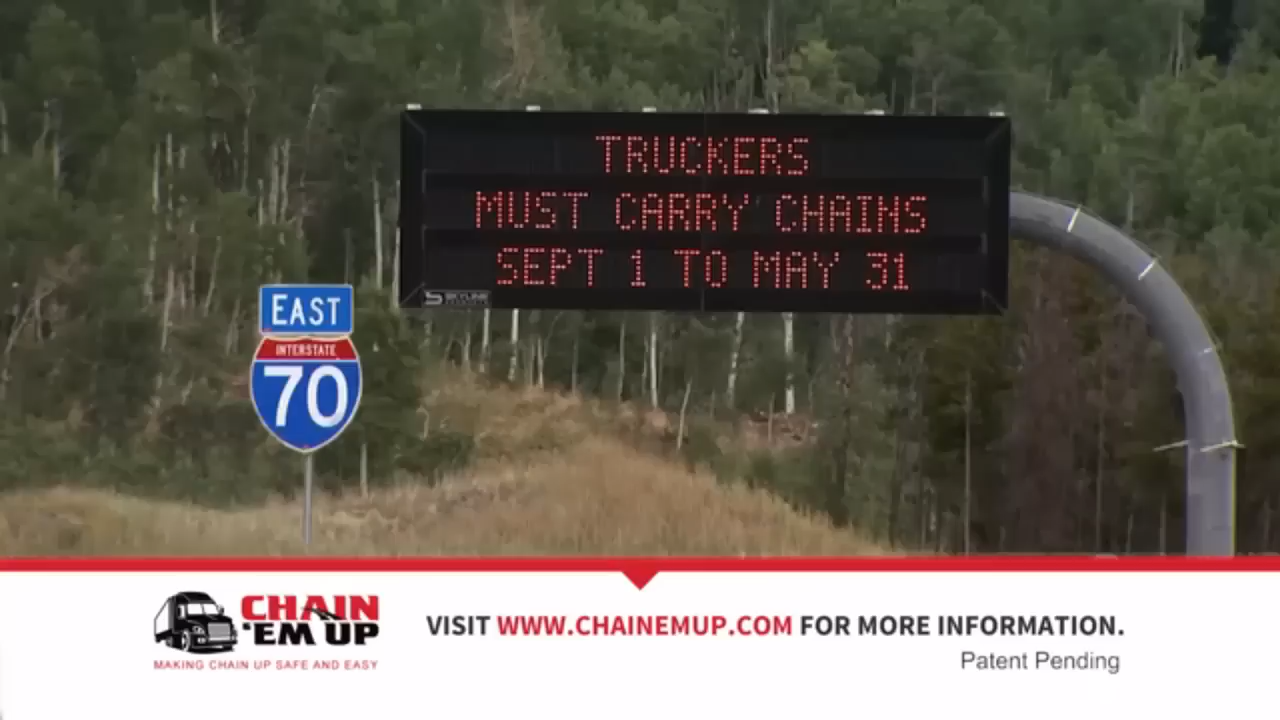 TRUCKERS
MUST CARRY CHAINS
SEPT 1 TO MAY 31
SKYLINE
EAST
INTERSTATE
70
CHAIN
'EM UP
MAKING CHAIN UP SAFE AND EASY
VISIT WWW.CHAINEMUP.COM FOR MORE INFORMATION.
Patent Pending